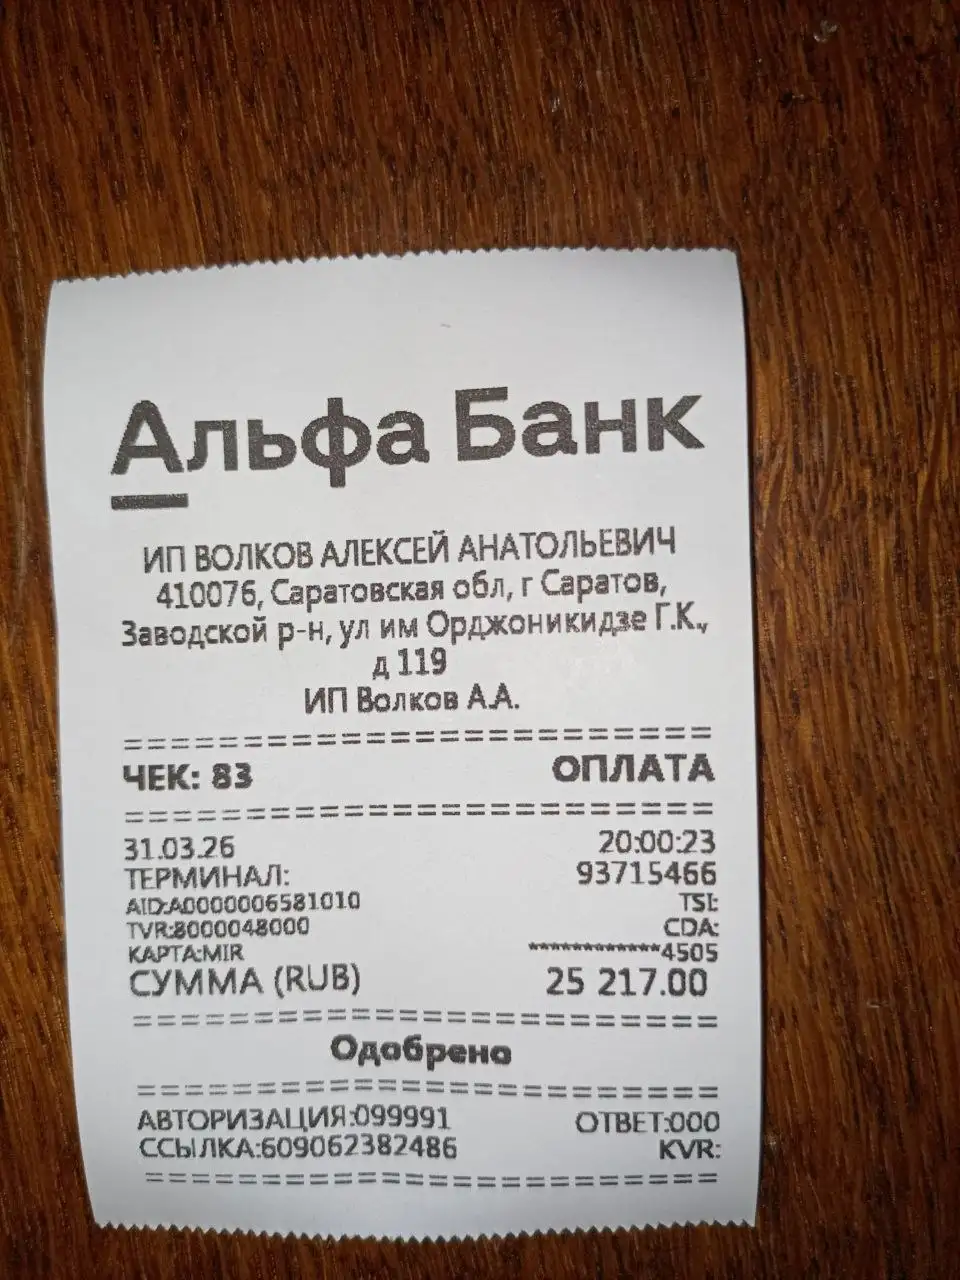 Альфа Банк
ИП ВОЛКОВ АЛЕКСЕЙ АНАТОЛЬЕВИЧ
410076, Саратовская обл, г Саратов,
Заводской р-н, ул им Орджоникидзе Г.К.,
д 119
ИП Волков А.А.
=========================
ЧЕК: 83 ОПЛАТА
=========================
31.03.26 20:00:23
ТЕРМИНАЛ: 93715466
AID:A0000006581010 TSI:
TVR:8000048000 CDA:
КАРТА:MIR ************4505
СУММА (RUB) 25 217.00
=========================
Одобрено
=========================
АВТОРИЗАЦИЯ:099991 ОТВЕТ:000
ССЫЛКА:609062382486 KVR:
=========================